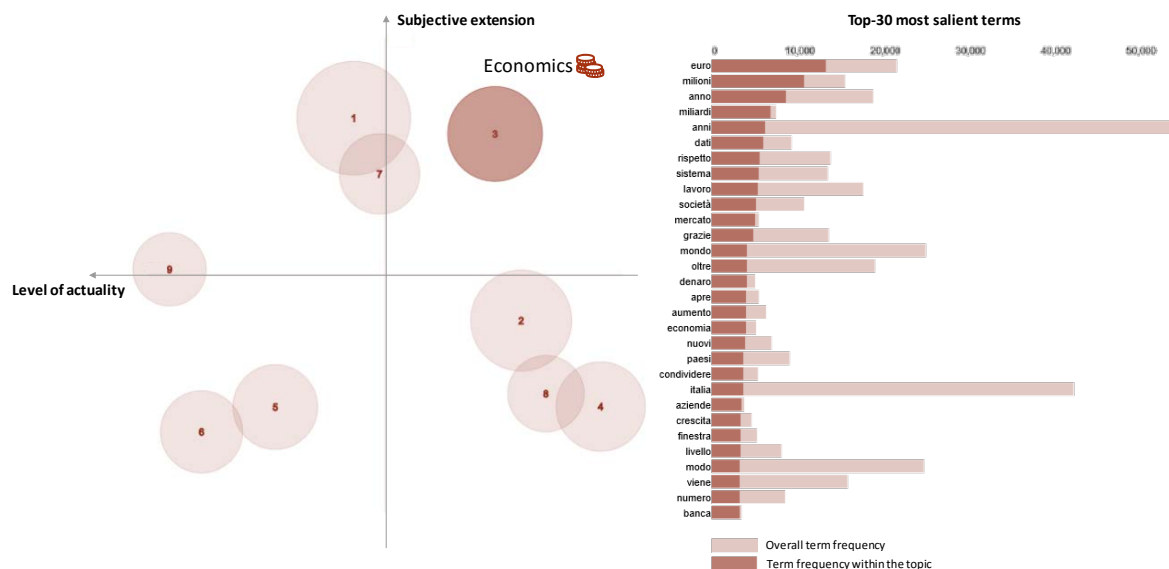 Subjective extension
Economics
1
3
7
9
Level of actuality
2
8
4
5
6
Top-30 most salient terms
0 10,000 20,000 30,000 40,000 50,000
euro
milioni
anno
miliardi
anni
dati
rispetto
sistema
lavoro
società
mercato
grazie
mondo
oltre
denaro
apre
aumento
economia
nuovi
paesi
condividere
italia
aziende
crescita
finestra
livello
modo
viene
numero
banca
Overall term frequency
Term frequency within the topic